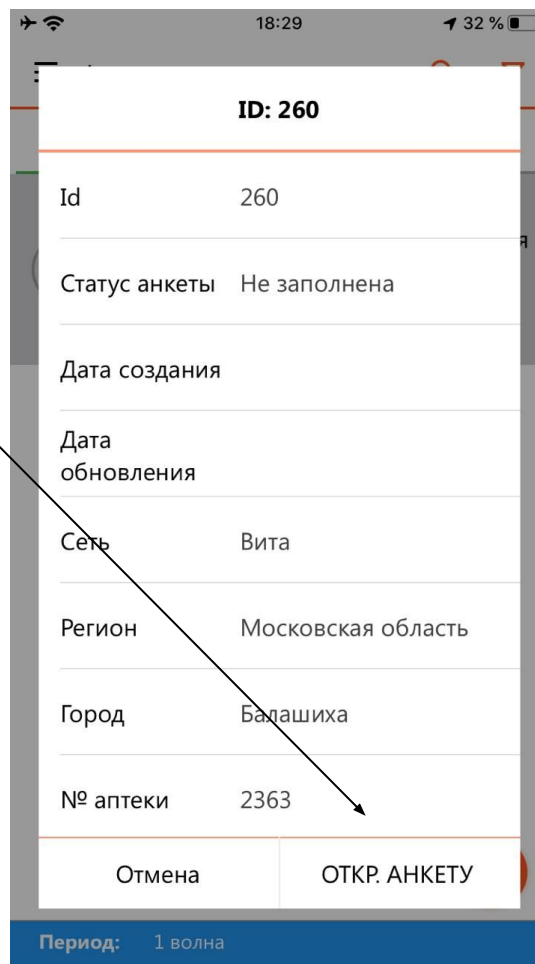 18:29
32 %
ID: 260
Id 260
я
Статус анкеты Не заполнена
Дата создания
Дата
обновления
Сеть Вита
Регион Московская область
Город Балашиха
№ аптеки 2363
Отмена ОТКР. АНКЕТУ
Период: 1 волна